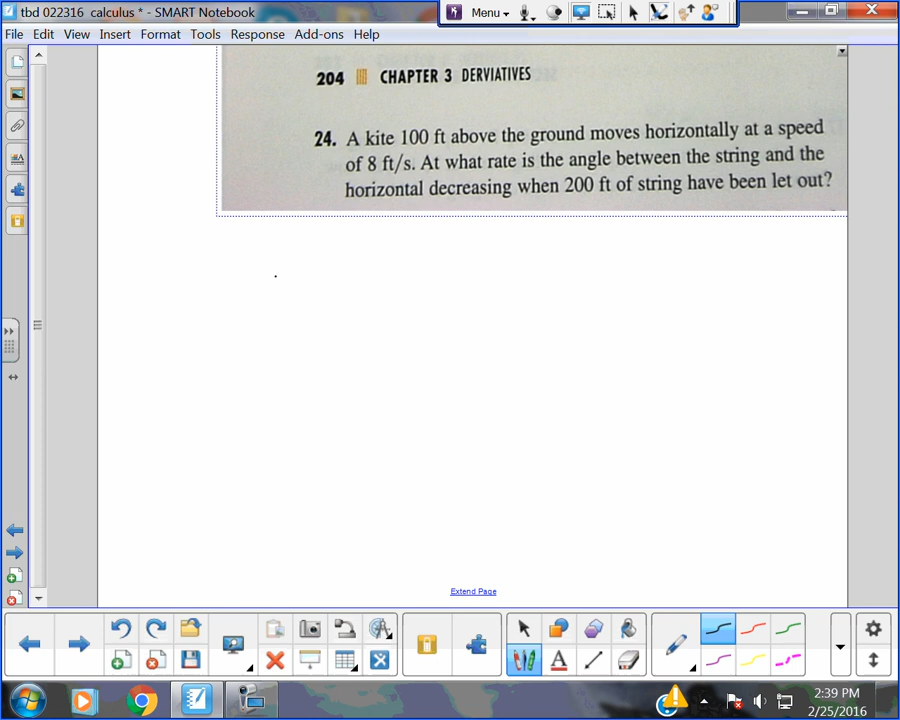 tbd 022316 calculus * - SMART Notebook
Menu
File Edit View Insert Format Tools Response Add-ons Help
204 CHAPTER 3 DERVIATIVES
24. A kite 100 ft above the ground moves horizontally at a speed
of 8 ft/s. At what rate is the angle between the string and the
horizontal decreasing when 200 ft of string have been let out?
Extend Page
2:39 PM
2/25/2016